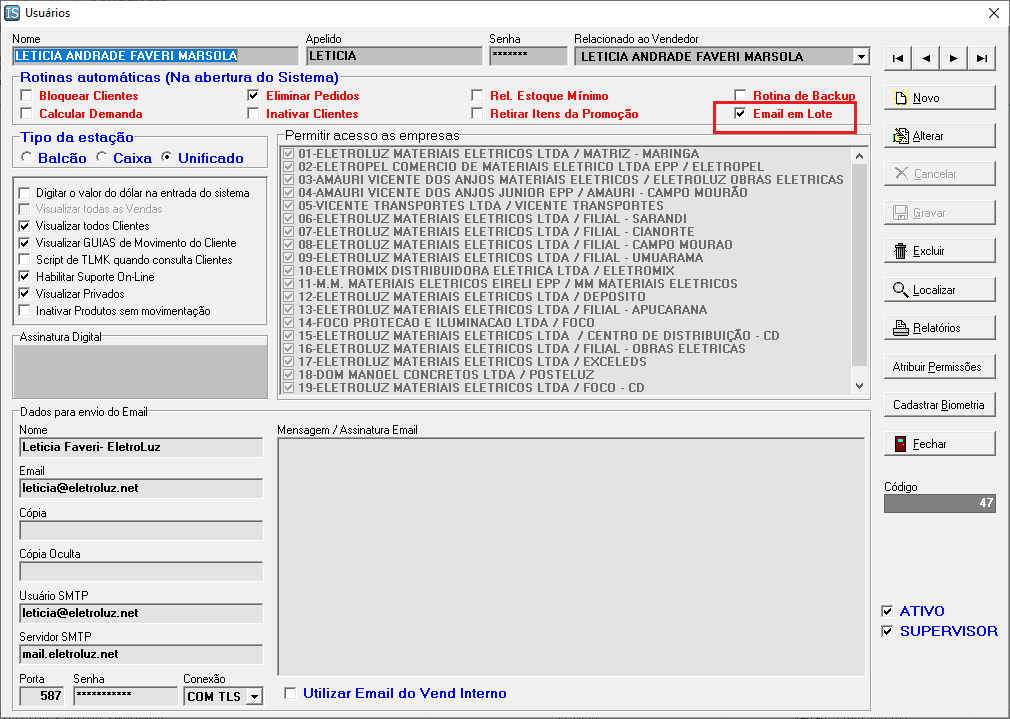 IS Usuários
Nome
LETICIA ANDRADE FAVERI MARSOLA
Apelido
LETICIA
Senha
*******
Relacionado ao Vendedor
LETICIA ANDRADE FAVERI MARSOLA
Rotinas automáticas (Na abertura do Sistema)
Bloquear Clientes
Eliminar Pedidos
Rel. Estoque Mínimo
Rotina de Backup
Calcular Demanda
Inativar Clientes
Retirar Itens da Promoção
Email em Lote
Tipo da estação
Balcão Caixa Unificado
Digitar o valor do dólar na entrada do sistema
Visualizar todas as Vendas
Visualizar todos Clientes
Visualizar GUIAS de Movimento do Cliente
Script de TLMK quando consulta Clientes
Habilitar Suporte On-Line
Visualizar Privados
Inativar Produtos sem movimentação
Assinatura Digital
Permitir acesso as empresas
01-ELETROLUZ MATERIAIS ELETRICOS LTDA / MATRIZ - MARINGA
02-ELETROPEL COMERCIO DE MATERIAIS ELETRICO LTDA EPP / ELETROPEL
03-AMAURI VICENTE DOS ANJOS MATERIAIS ELETRICOS / ELETROLUZ OBRAS ELETRICAS
04-AMAURI VICENTE DOS ANJOS JUNIOR EPP / AMAURI - CAMPO MOURÃO
05-VICENTE TRANSPORTES LTDA / VICENTE TRANSPORTES
06-ELETROLUZ MATERIAIS ELETRICOS LTDA / FILIAL - SARANDI
07-ELETROLUZ MATERIAIS ELETRICOS LTDA / FILIAL - CIANORTE
08-ELETROLUZ MATERIAIS ELETRICOS LTDA / FILIAL - CAMPO MOURAO
09-ELETROLUZ MATERIAIS ELETRICOS LTDA / FILIAL - UMUARAMA
10-ELETROMIX DISTRIBUIDORA ELETRICA LTDA / ELETROMIX
11-M.M. MATERIAIS ELETRICOS EIRELI EPP / MM MATERIAIS ELETRICOS
12-ELETROLUZ MATERIAIS ELETRICOS LTDA / DEPOSITO
13-ELETROLUZ MATERIAIS ELETRICOS LTDA / FILIAL - APUCARANA
14-FOCO PROTECAO E ILUMINACAO LTDA / FOCO
15-ELETROLUZ MATERIAIS ELETRICOS LTDA / CENTRO DE DISTRIBUIÇÃO - CD
16-ELETROLUZ MATERIAIS ELETRICOS LTDA / FILIAL - OBRAS ELETRICAS
17-ELETROLUZ MATERIAIS ELETRICOS LTDA / EXCELEDS
18-DOM MANOEL CONCRETOS LTDA / POSTELUZ
19-ELETROLUZ MATERIAIS ELETRICOS LTDA / FOCO - CD
Dados para envio do Email
Nome
Leticia Faveri- EletroLuz
Email
leticia@eletroluz.net
Cópia
Cópia Oculta
Usuário SMTP
leticia@eletroluz.net
Servidor SMTP
mail.eletroluz.net
Porta
587
Senha
***********
Conexão
COM TLS
Mensagem / Assinatura Email
Utilizar Email do Vend Interno
Novo
Alterar
Cancelar
Gravar
Excluir
Localizar
Relatórios
Atribuir Permissões
Cadastrar Biometria
Fechar
Código
47
ATIVO
SUPERVISOR